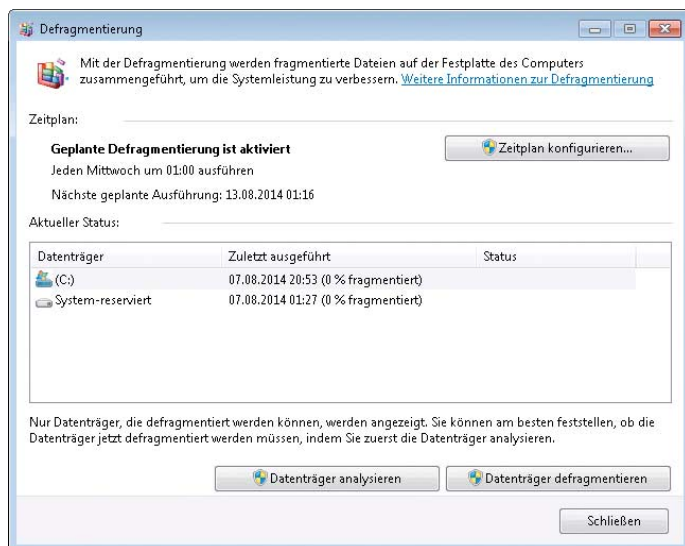 Defragmentierung
Mit der Defragmentierung werden fragmentierte Dateien auf der Festplatte des Computers
zusammengeführt, um die Systemleistung zu verbessern. Weitere Informationen zur Defragmentierung
Zeitplan:
Geplante Defragmentierung ist aktiviert
Zeitplan konfigurieren...
Jeden Mittwoch um 01:00 ausführen
Nächste geplante Ausführung: 13.08.2014 01:16
Aktueller Status:
Datenträger Zuletzt ausgeführt Status
(C:) 07.08.2014 20:53 (0 % fragmentiert)
System-reserviert 07.08.2014 01:27 (0 % fragmentiert)
Nur Datenträger, die defragmentiert werden können, werden angezeigt. Sie können am besten feststellen, ob die
Datenträger jetzt defragmentiert werden müssen, indem Sie zuerst die Datenträger analysieren.
Datenträger analysieren Datenträger defragmentieren
Schließen